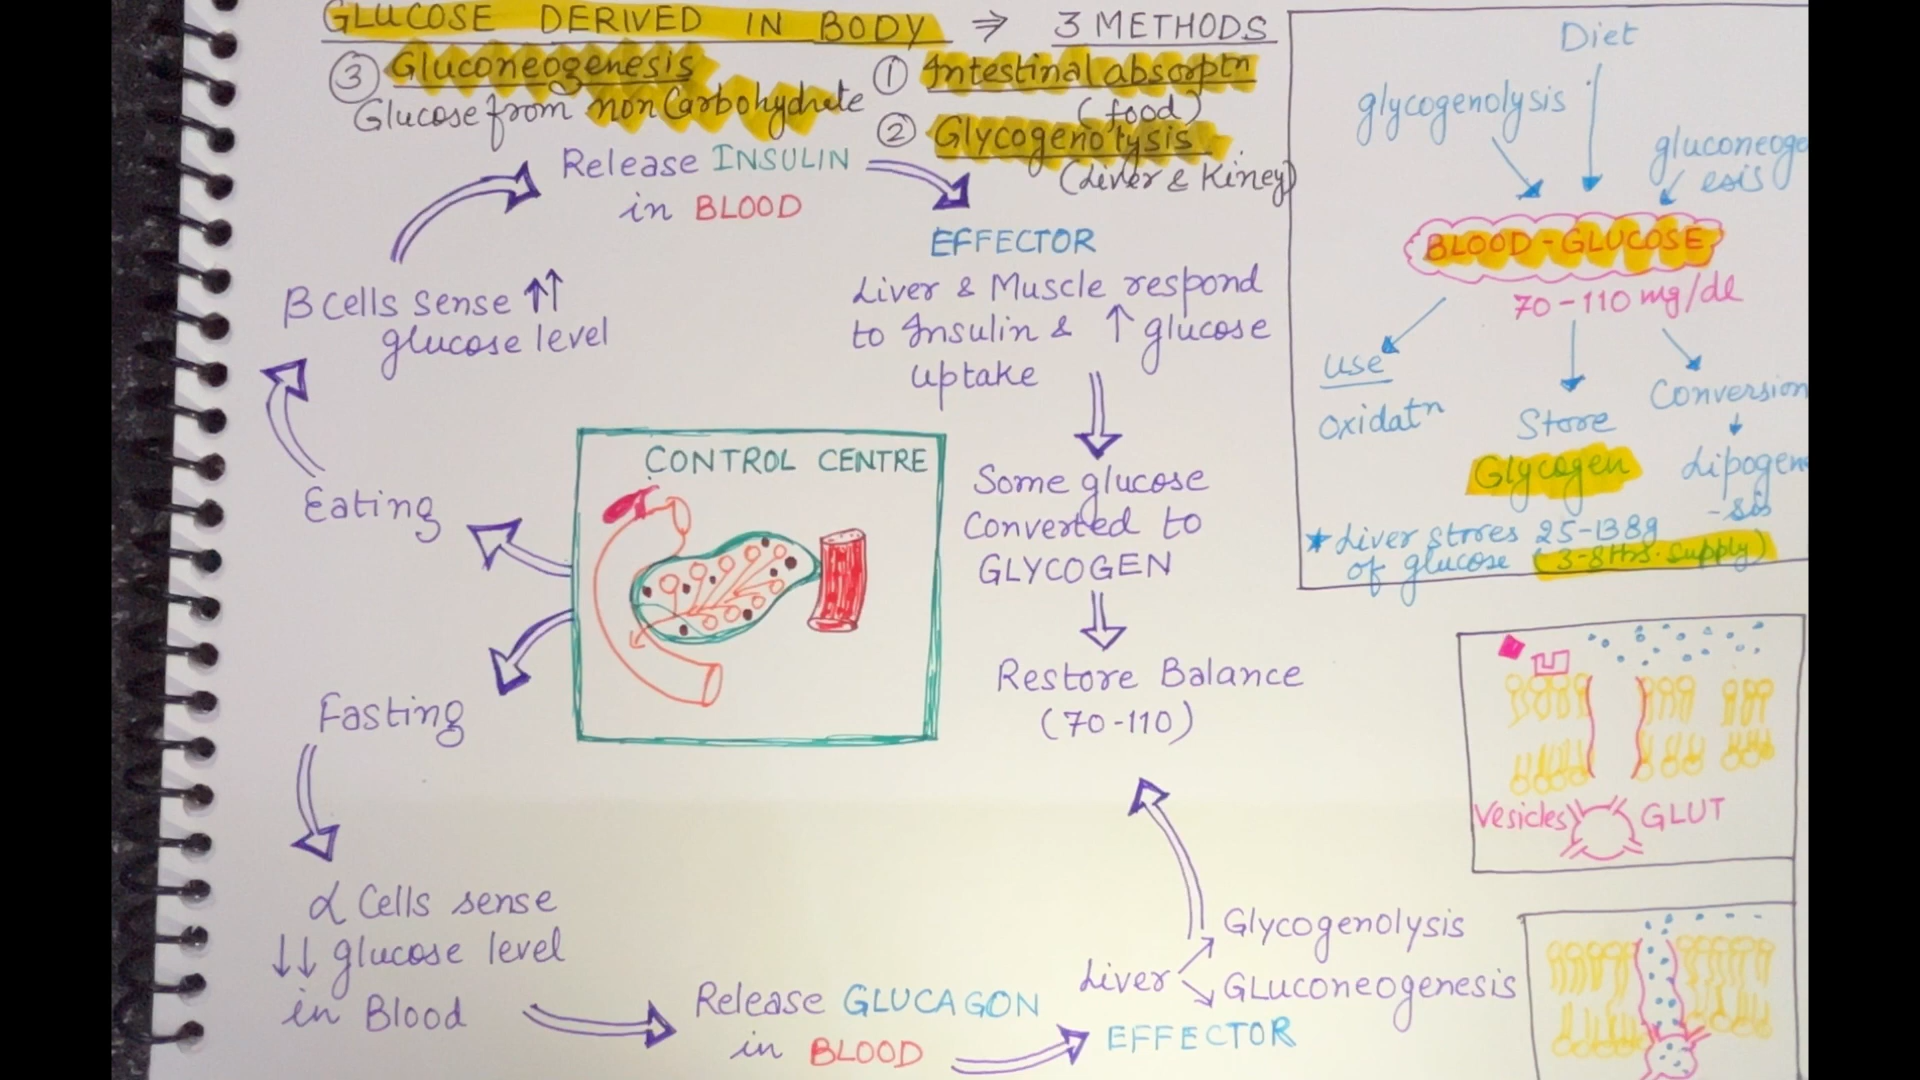 GLUCOSE DERIVED IN BODY ⇒ 3 METHODS
③ Gluconeogenesis
Glucose from non Carbohydrate
① Intestinal absorptn
(food)
② Glycogenolysis
(Liver & Kiney)
Release INSULIN
in BLOOD
EFFECTOR
Liver & Muscle respond
to Insulin & ↑ glucose
uptake
β Cells sense ↑↑
glucose level
Eating
CONTROL CENTRE
Some glucose
Converted to
GLYCOGEN
Restore Balance
(70-110)
Fasting
α Cells sense
↓↓ glucose level
in Blood
Release GLUCAGON
in BLOOD
EFFECTOR
Liver
Glycogenolysis
GLuconeogenesis
Diet
glycogenolysis
gluconeoge
esis
BLOOD-GLUCOSE
70-110 mg/dl
Use
Oxidatn
Store
Glycogen
Conversion
Lipogene
-sis
★ Liver stores 25-138g
of glucose (3-8 Hrs. Supply)
Vesicles
GLUT